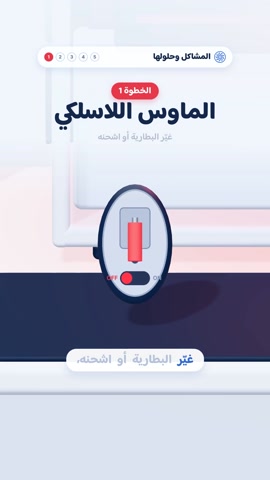 المشاكل وحلولها
1 2 3 4 5
الخطوة 1
الماوس اللاسلكي
غيّر البطارية أو اشحنه
OFF ON
غيّر البطارية أو اشحنه،